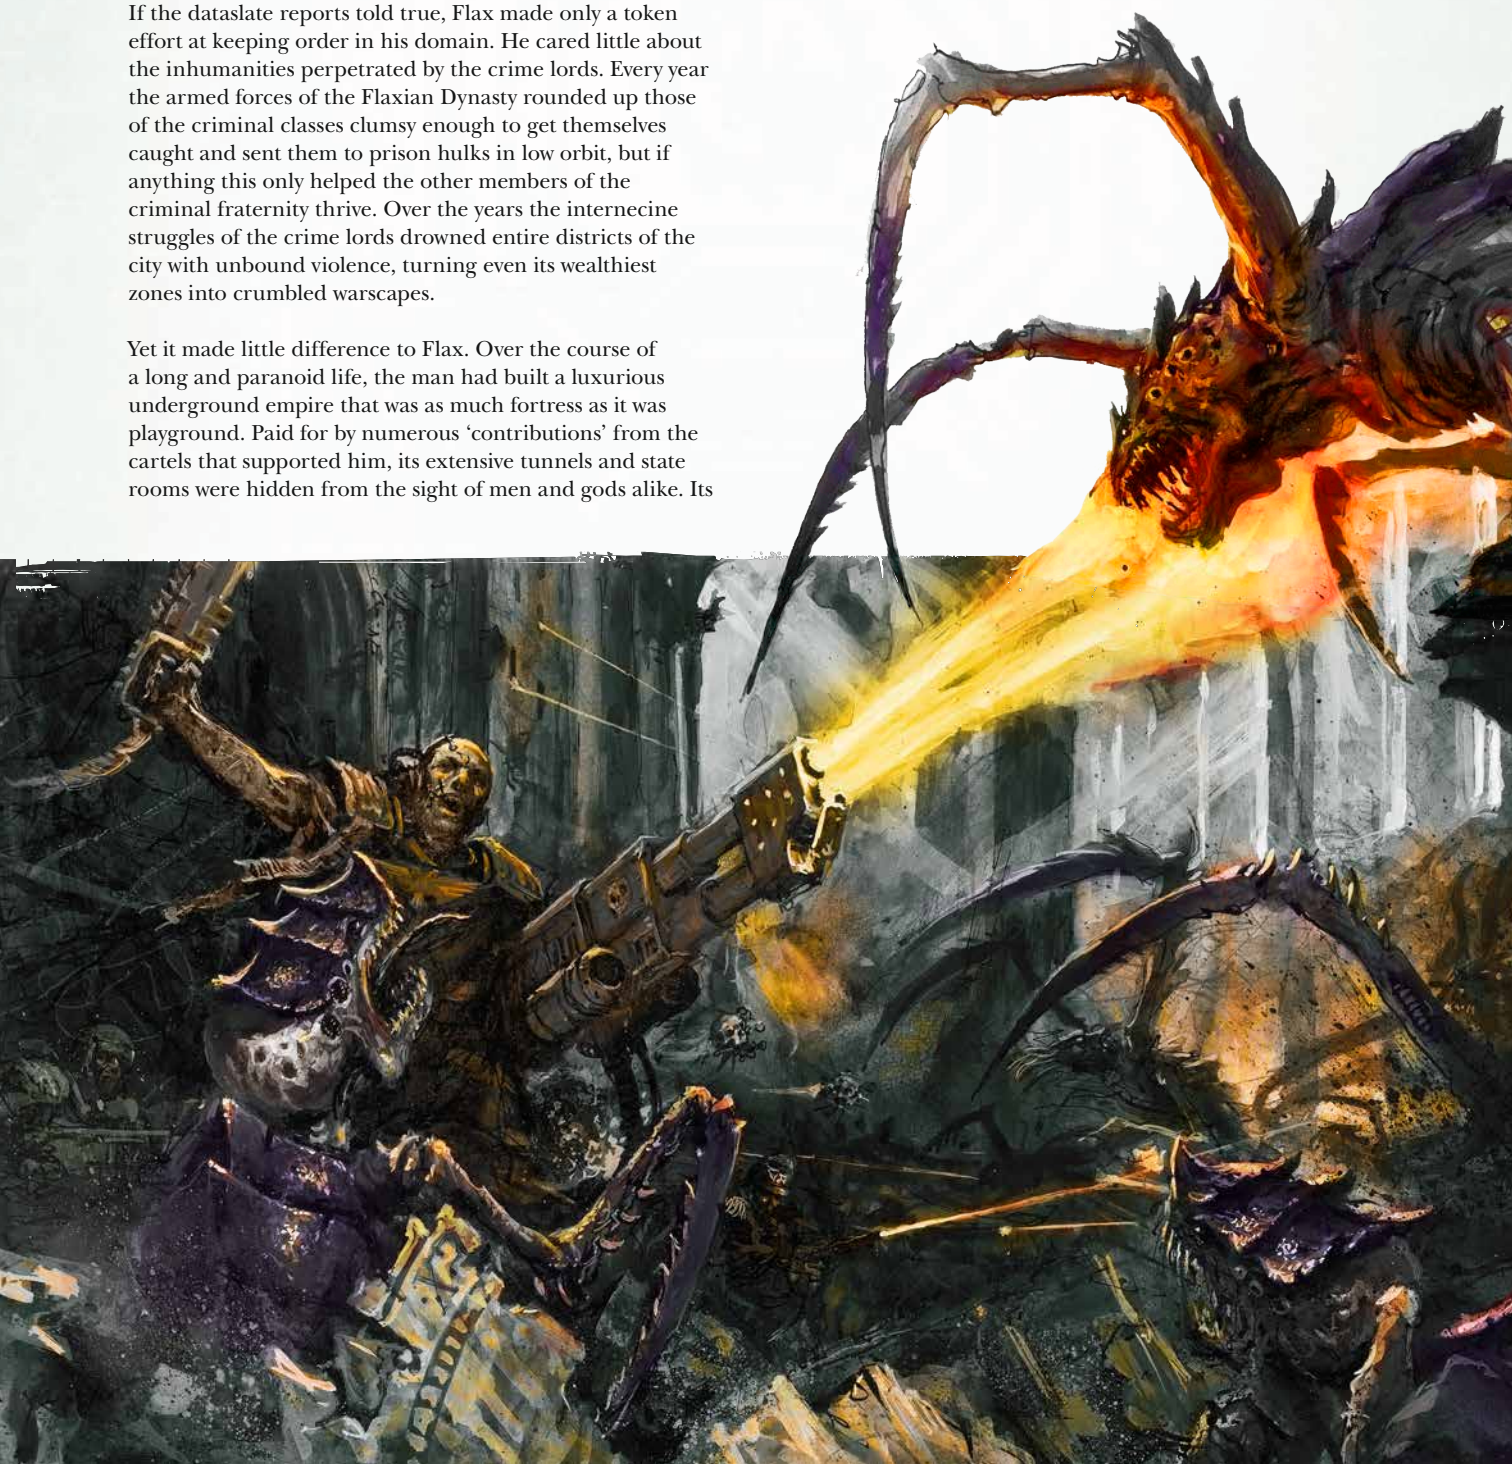 If the dataslate reports told true, Flax made only a token
effort at keeping order in his domain. He cared little about
the inhumanities perpetrated by the crime lords. Every year
the armed forces of the Flaxian Dynasty rounded up those
of the criminal classes clumsy enough to get themselves
caught and sent them to prison hulks in low orbit, but if
anything this only helped the other members of the
criminal fraternity thrive. Over the years the internecine
struggles of the crime lords drowned entire districts of the
city with unbound violence, turning even its wealthiest
zones into crumbled warscapes.
Yet it made little difference to Flax. Over the course of
a long and paranoid life, the man had built a luxurious
underground empire that was as much fortress as it was
playground. Paid for by numerous ‘contributions’ from the
cartels that supported him, its extensive tunnels and state
rooms were hidden from the sight of men and gods alike. Its